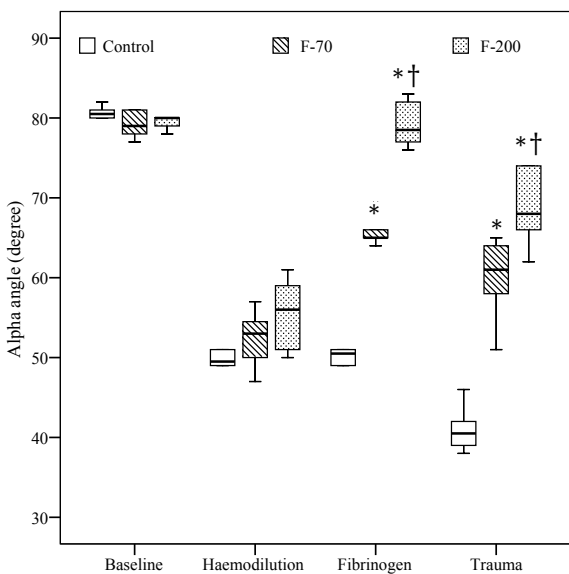 90
Control
F-70
F-200
*†
80
*†
70
*
*
60
50
40
30
Alpha angle (degree)
Baseline
Haemodilution
Fibrinogen
Trauma